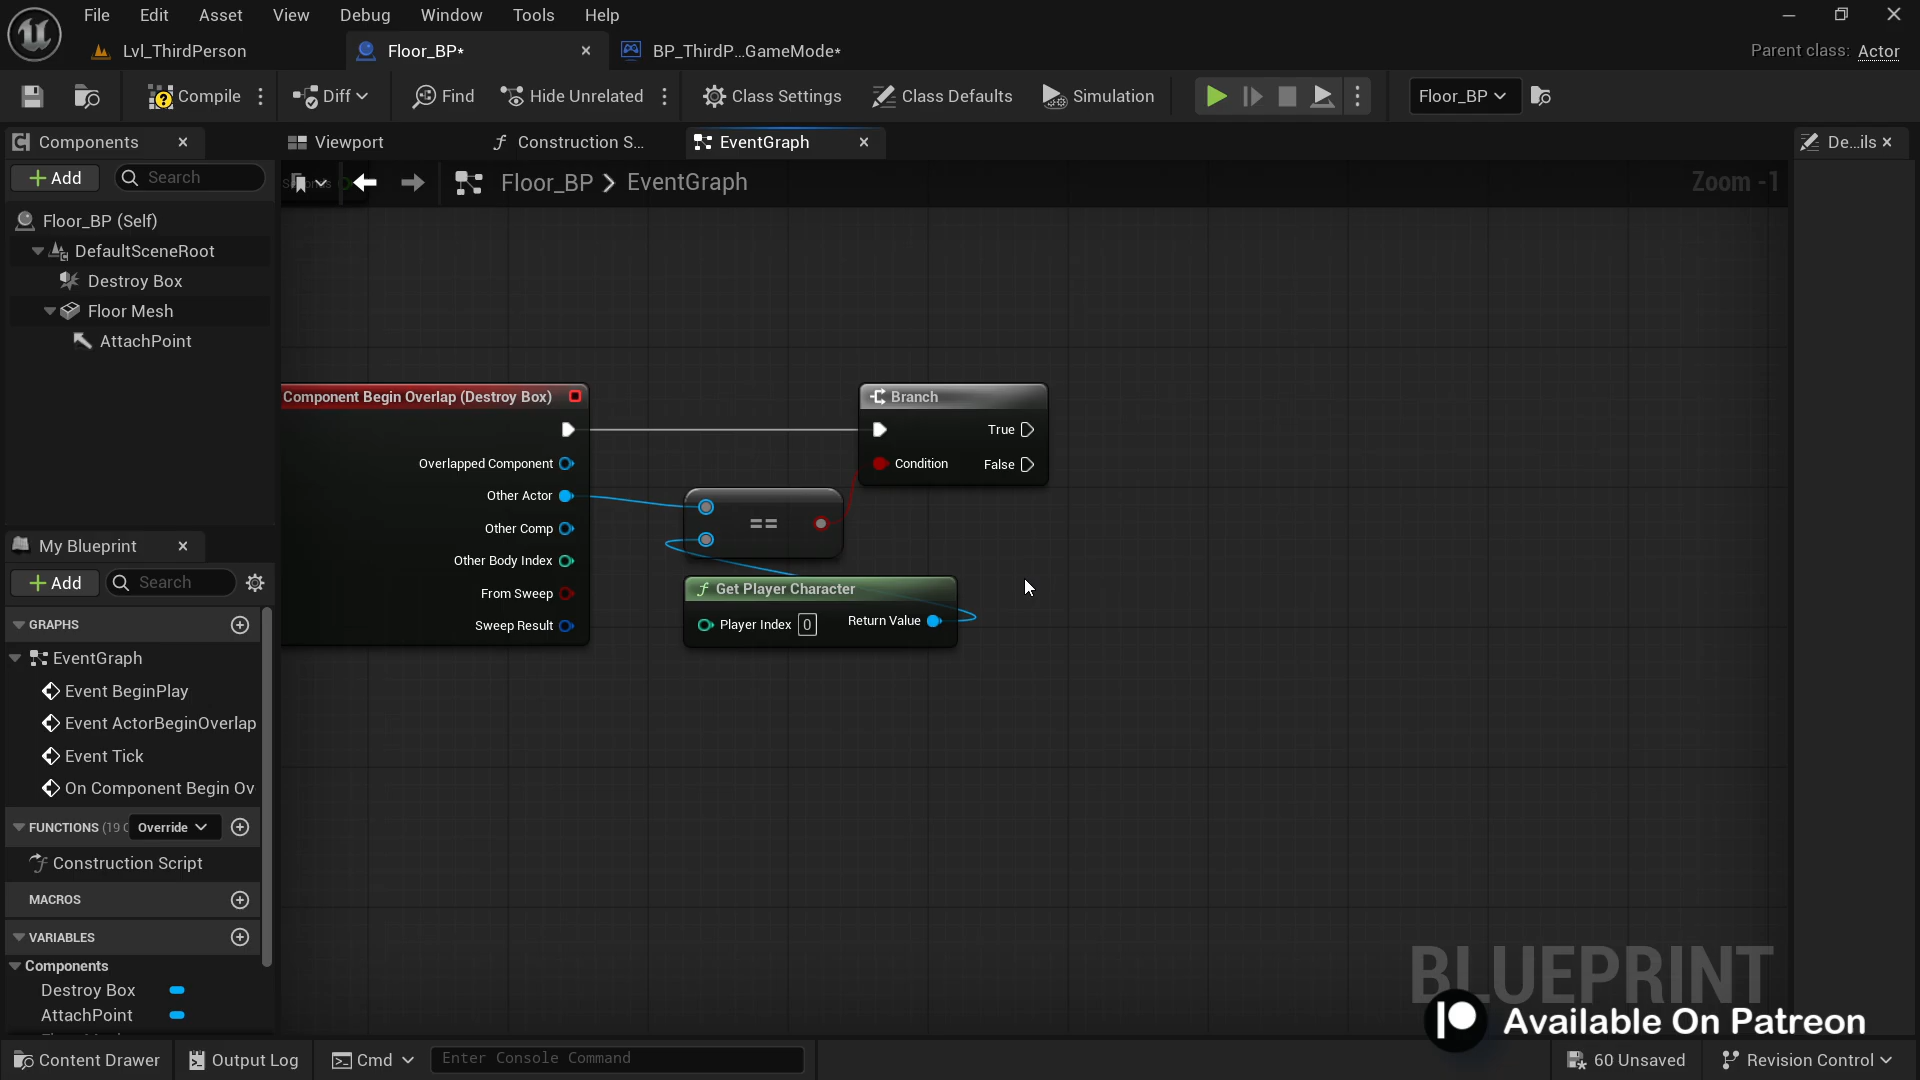 File Edit Asset View Debug Window Tools Help
Lvl_ThirdPerson
Floor_BP*
BP_ThirdP...GameMode*
Parent class: Actor
Compile
Diff
Find
Hide Unrelated
Class Settings
Class Defaults
Simulation
Floor_BP
Components
Viewport
Construction S...
EventGraph
De...ils
Add
Search
Floor_BP > EventGraph
Zoom -1
Floor_BP (Self)
DefaultSceneRoot
Destroy Box
Floor Mesh
AttachPoint
Component Begin Overlap (Destroy Box)
Overlapped Component
Other Actor
Other Comp
Other Body Index
From Sweep
Sweep Result
Branch
True
Condition
False
==
Get Player Character
Player Index 0
Return Value
My Blueprint
Add
Search
GRAPHS
EventGraph
Event BeginPlay
Event ActorBeginOverlap
Event Tick
On Component Begin Ov
FUNCTIONS (19 Override
Construction Script
MACROS
VARIABLES
Components
Destroy Box
AttachPoint
BLUEPRINT
Available On Patreon
Content Drawer
Output Log
Cmd
Enter Console Command
60 Unsaved
Revision Control